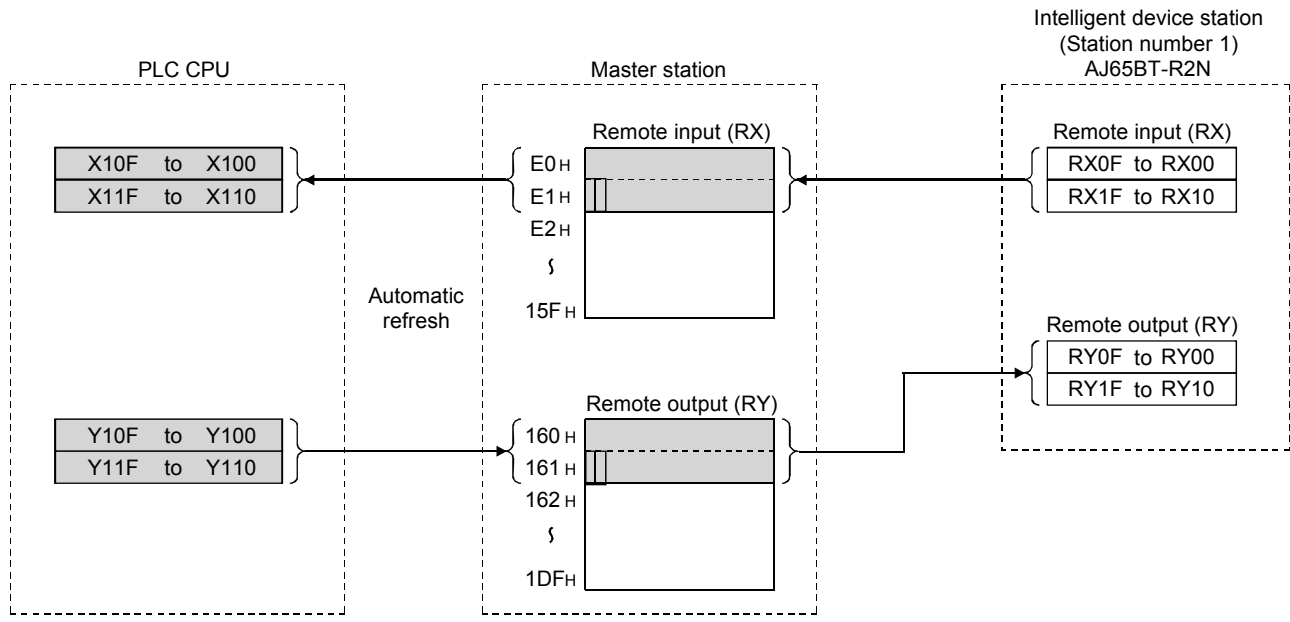 Intelligent device station
(Station number 1)
AJ65BT-R2N
PLC CPU
Master station
Remote input (RX)
Remote input (RX)
X10F to X100
X11F to X110
E0H
E1H
E2H
15FH
RX0F to RX00
RX1F to RX10
Automatic
refresh
Remote output (RY)
RY0F to RY00
RY1F to RY10
Remote output (RY)
Y10F to Y100
Y11F to Y110
160H
161H
162H
1DFH